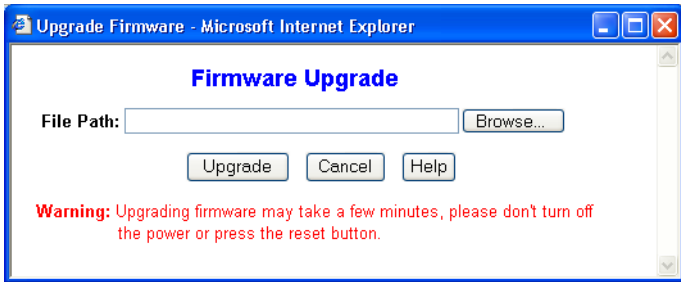 Upgrade Firmware - Microsoft Internet Explorer
Firmware Upgrade
File Path: Browse...
Upgrade Cancel Help
Warning: Upgrading firmware may take a few minutes, please don't turn off
the power or press the reset button.